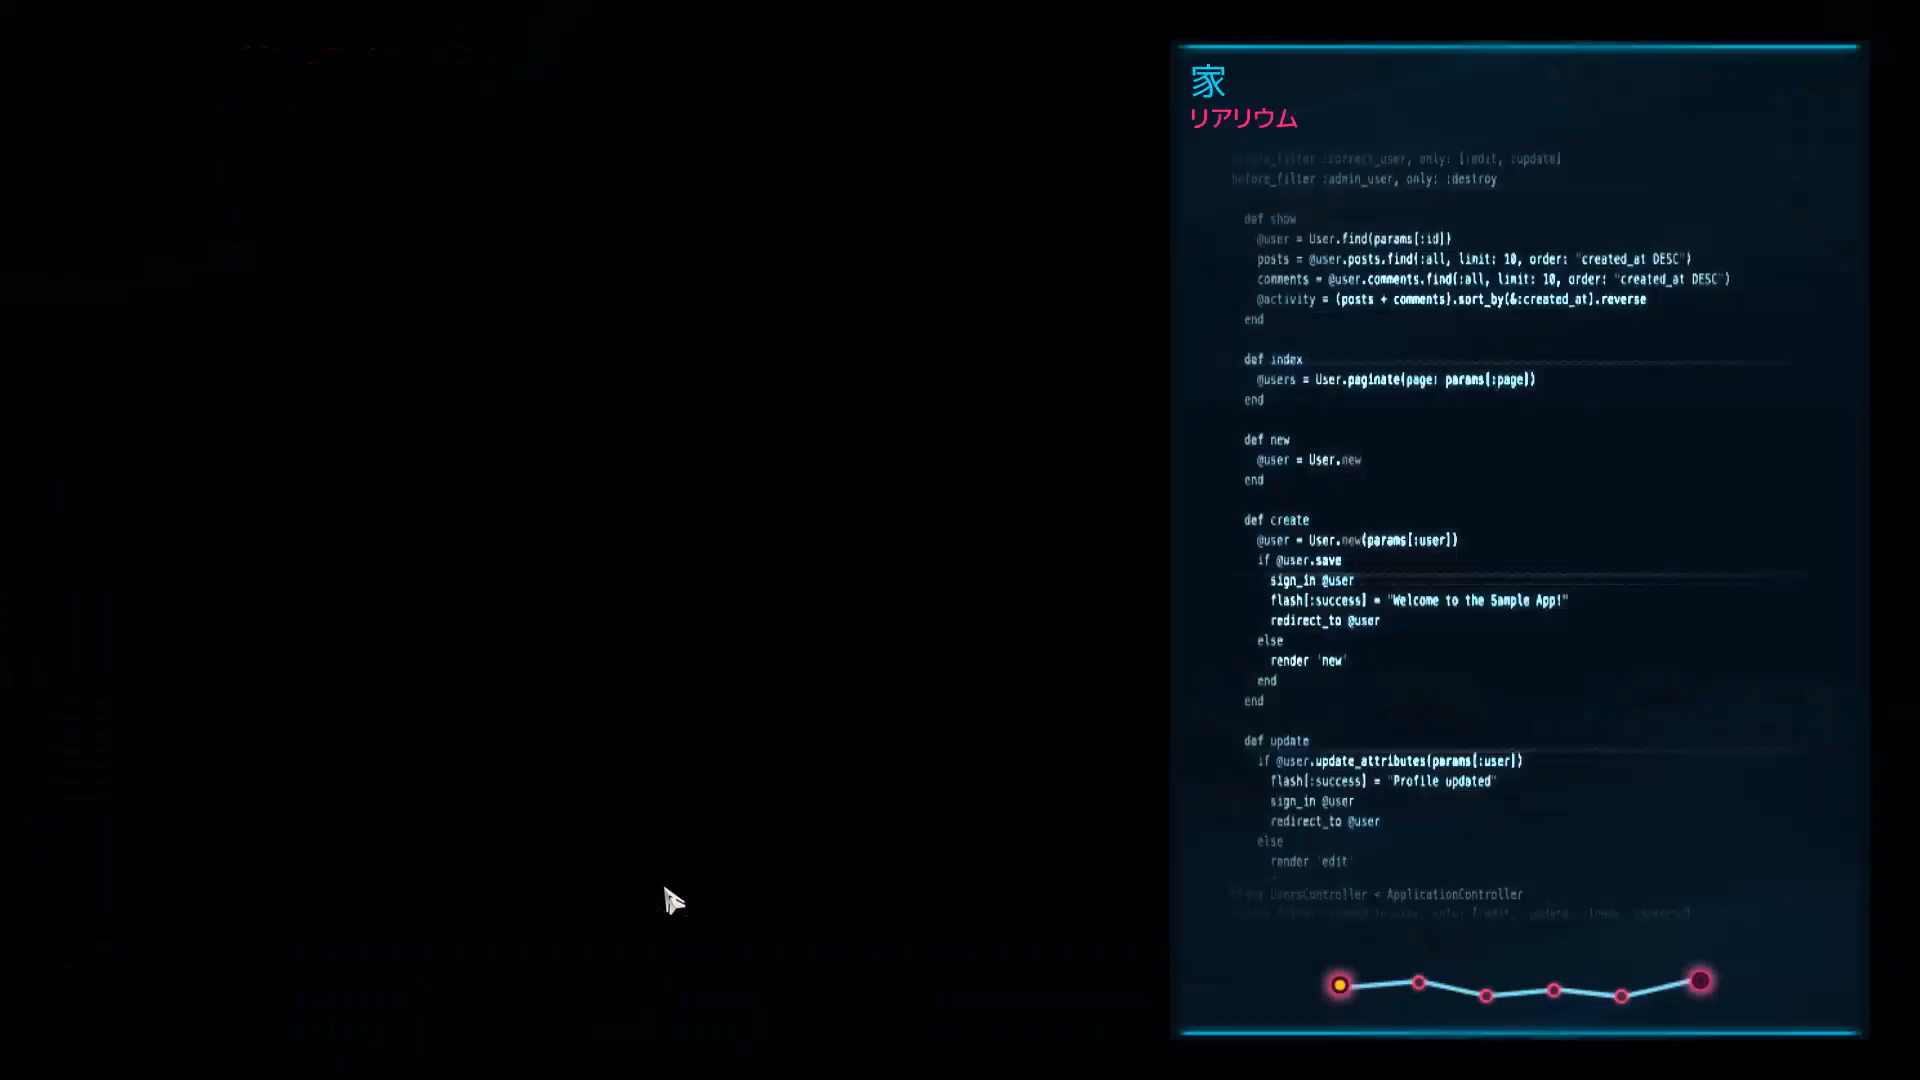 家
リアリウム
before_filter :correct_user, only: [:edit, :update]
before_filter :admin_user, only: :destroy
def show
@user = User.find(params[:id])
posts = @user.posts.find(:all, limit: 10, order: "created_at DESC")
comments = @user.comments.find(:all, limit: 10, order: "created_at DESC")
@activity = (posts + comments).sort_by(&:created_at).reverse
end
def index
@users = User.paginate(page: params[:page])
end
def new
@user = User.new
end
def create
@user = User.new(params[:user])
if @user.save
sign_in @user
flash[:success] = "Welcome to the Sample App!"
redirect_to @user
else
render 'new'
end
end
def update
if @user.update_attributes(params[:user])
flash[:success] = "Profile updated"
sign_in @user
redirect_to @user
else
render 'edit'
UsersController < ApplicationController